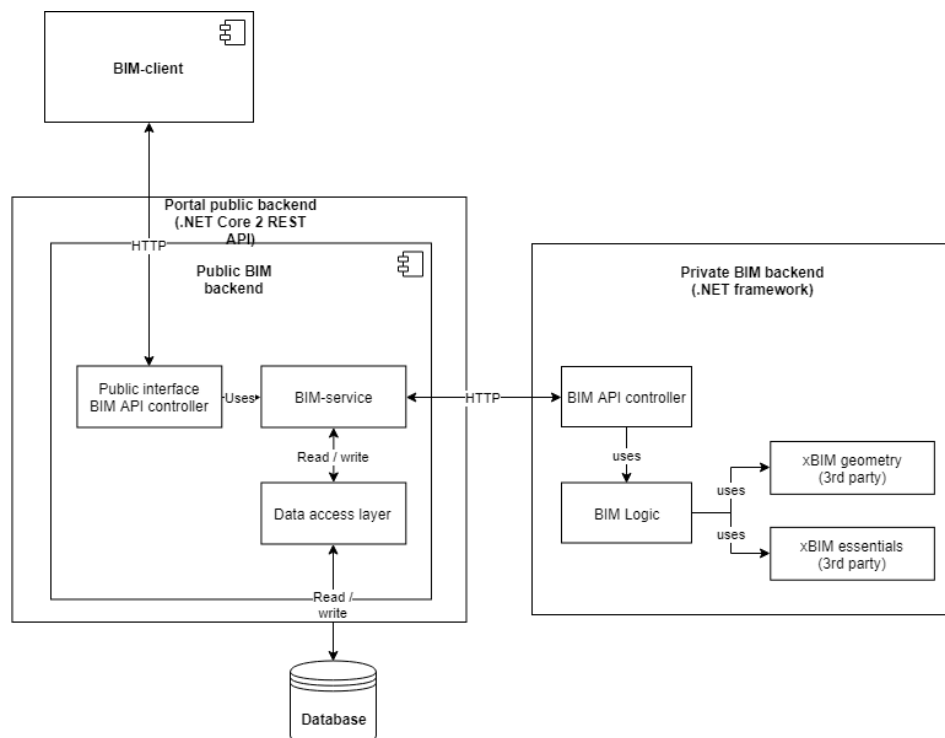 BIM-client
Portal public backend
(.NET Core 2 REST
API)
HTTP
Public BIM
backend
Private BIM backend
(.NET framework)
Public interface
BIM API controller
Uses
BIM-service
HTTP
BIM API controller
Read / write
uses
xBIM geometry
(3rd party)
uses
Data access layer
BIM Logic
uses
xBIM essentials
(3rd party)
Read /
write
Database